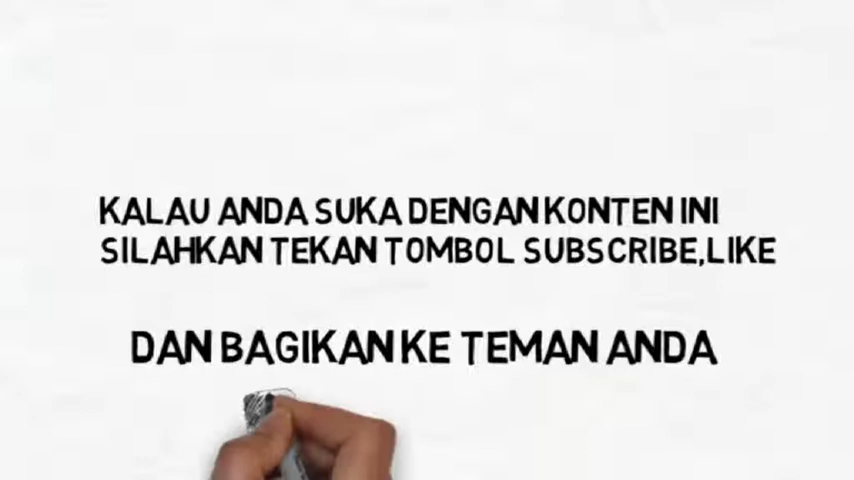 KALAU ANDA SUKA DENGAN KONTEN INI
SILAHKAN TEKAN TOMBOL SUBSCRIBE,LIKE
DAN BAGIKAN KE TEMAN ANDA